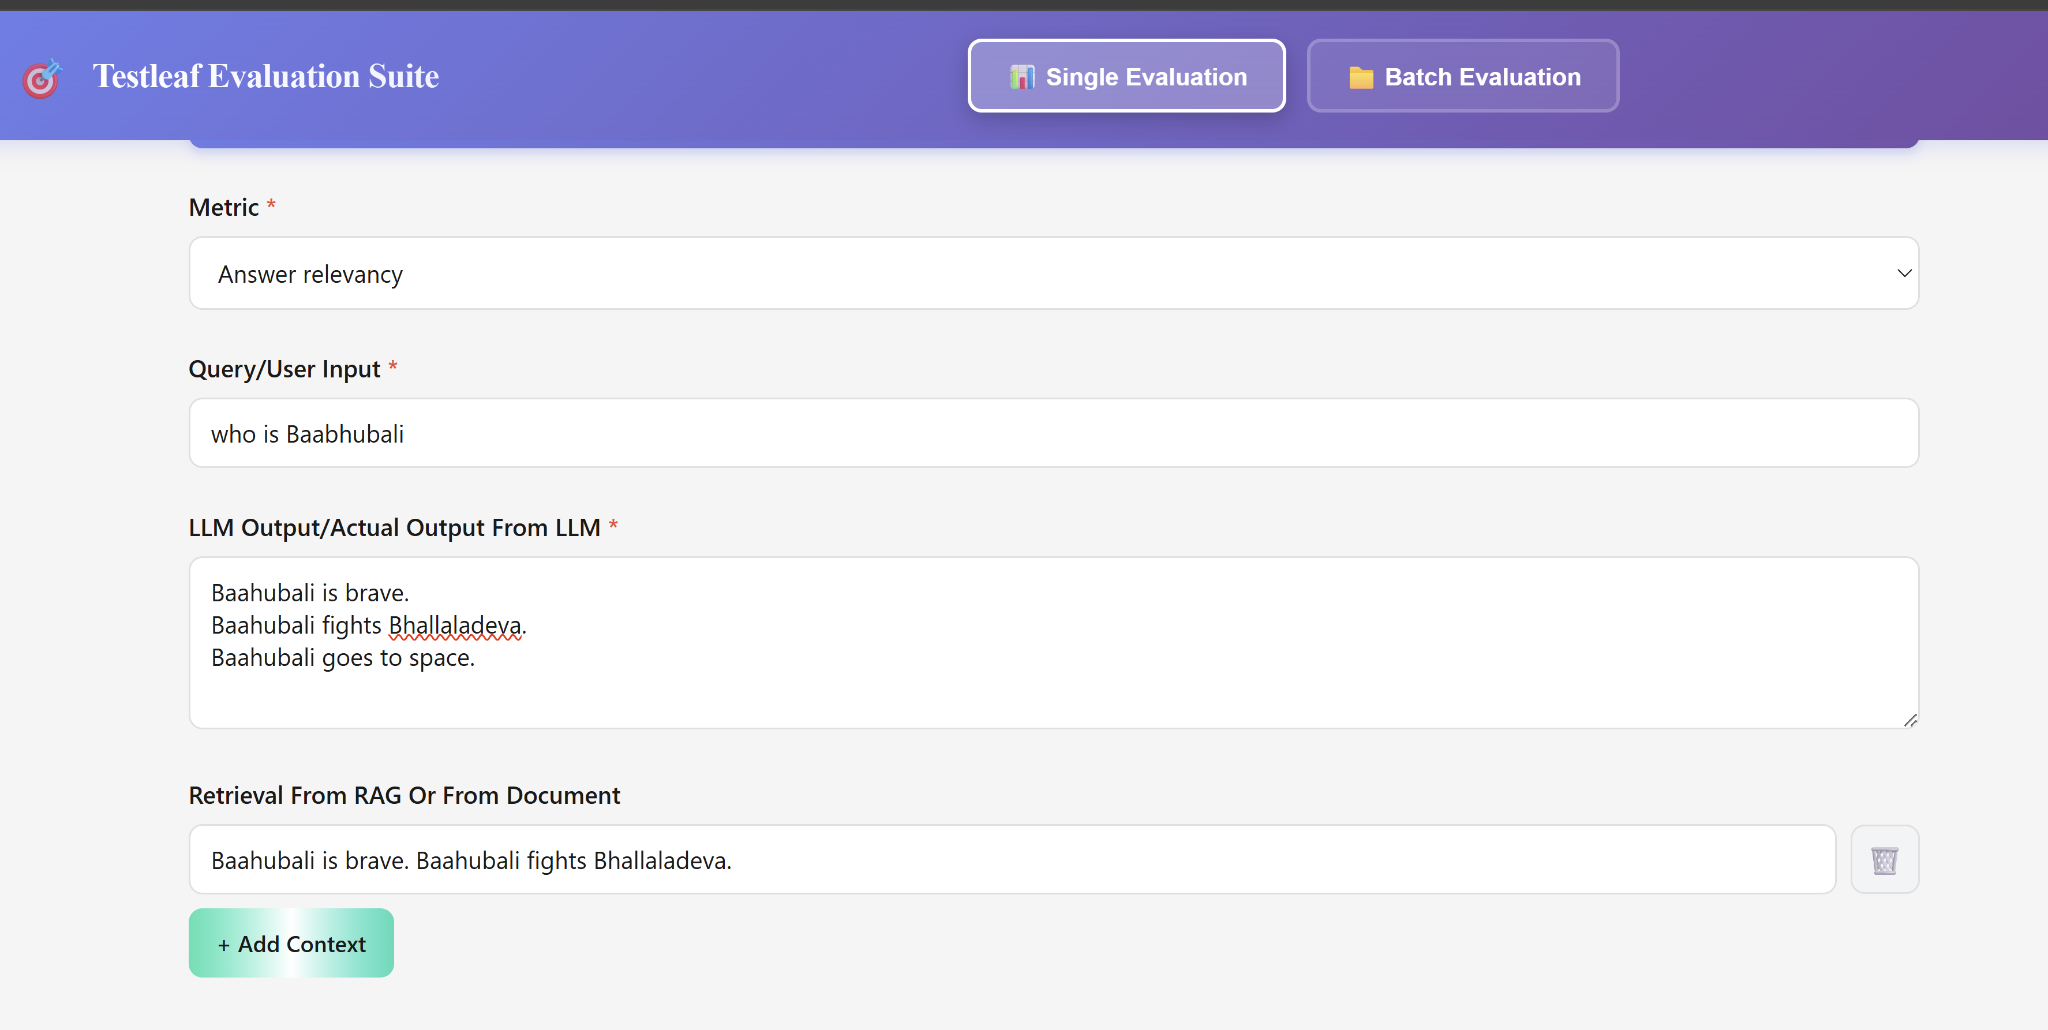 Testleaf Evaluation Suite
Single Evaluation
Batch Evaluation
Metric *
Answer relevancy
Query/User Input *
who is Baabhubali
LLM Output/Actual Output From LLM *
Baahubali is brave.
Baahubali fights Bhallaladeva.
Baahubali goes to space.
Retrieval From RAG Or From Document
Baahubali is brave. Baahubali fights Bhallaladeva.
+ Add Context